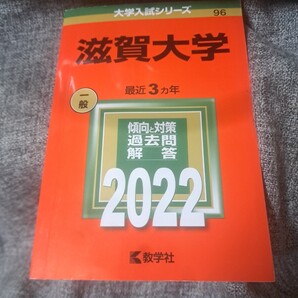 大学入試シリーズ
96
滋賀大学
一般
最近3ヵ年
傾向と対策
過去問
解答
2022
教学社